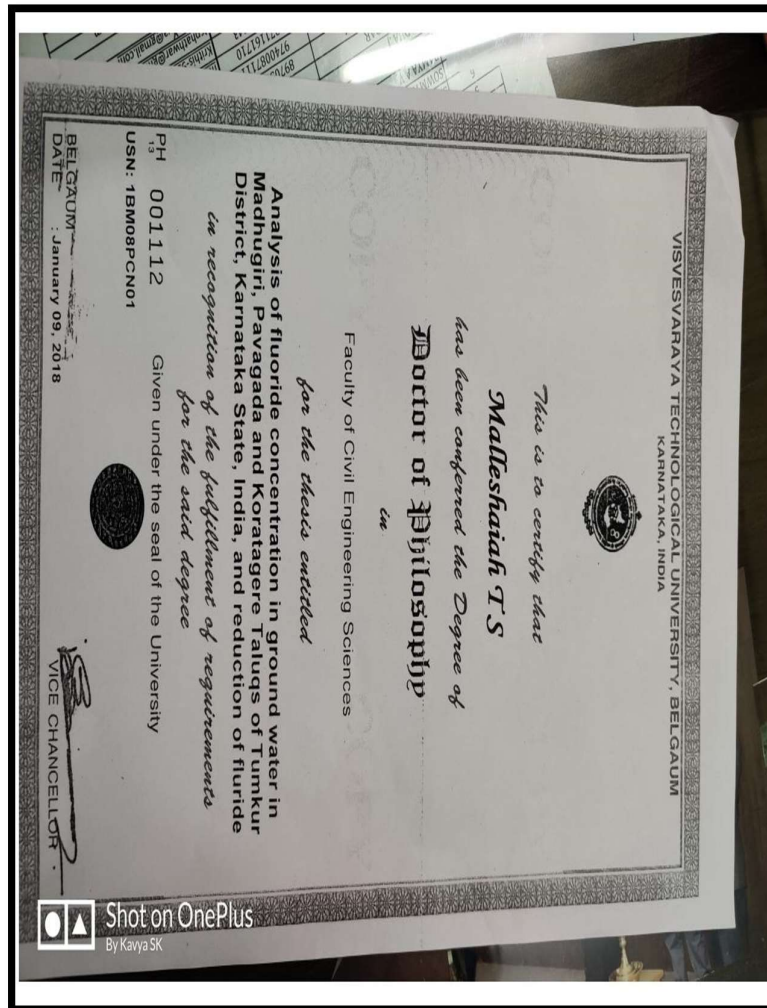 VISVESVARAYA TECHNOLOGICAL UNIVERSITY, BELGAUM
KARNATAKA, INDIA
This is to certify that
Malleshaiah T S
has been conferred the Degree of
Doctor of Philosophy
in
Faculty of Civil Engineering Sciences
for the thesis entitled
Analysis of fluoride concentration in ground water in
Madhugiri, Pavagada and Koratagere Taluqs of Tumkur
District, Karnataka State, India, and reduction of fluride
in recognition of the fulfillment of requirements
for the said degree
PH 001112 Given under the seal of the University
13
USN: 1BM08PCN01
BELGAUM
DATE : January 09, 2018
VICE CHANCELLOR
Shot on OnePlus
By Kavya SK
9740087111